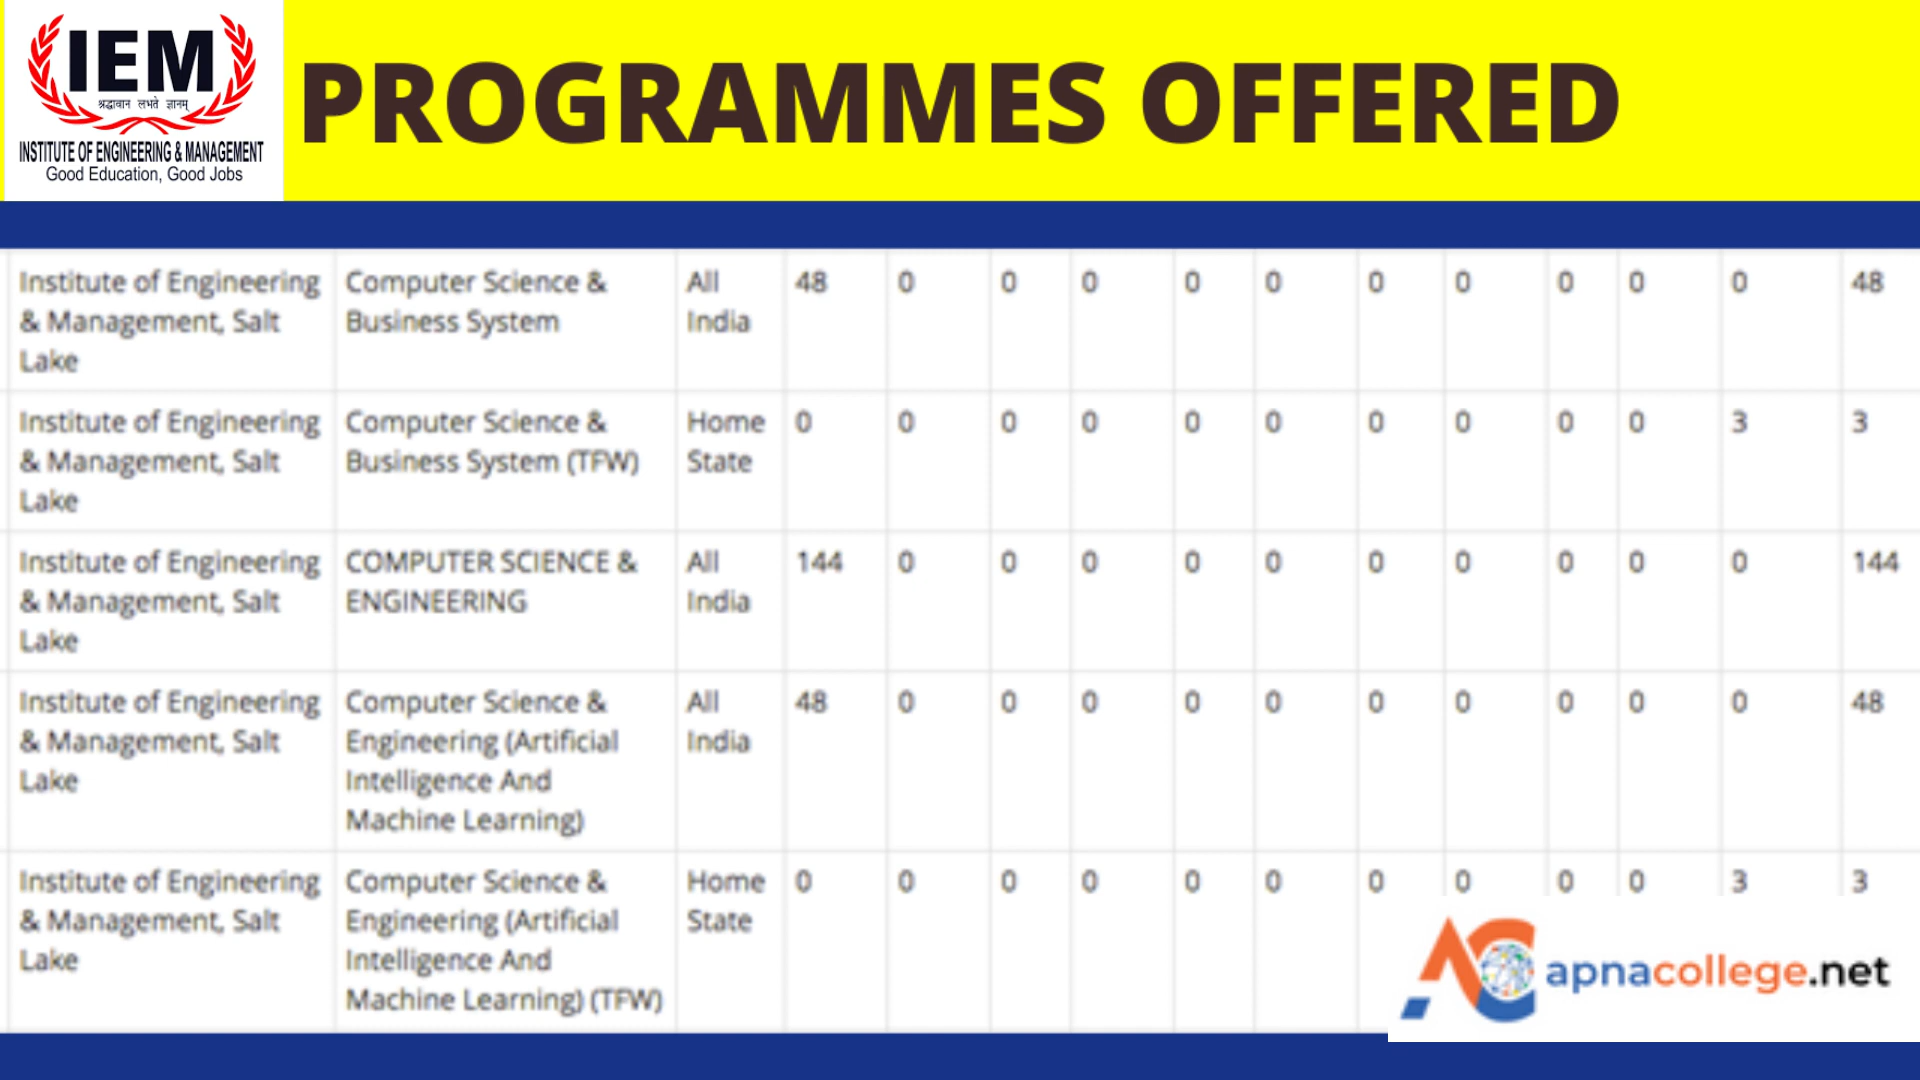 IEM
श्रद्धावान लभते ज्ञानम्
INSTITUTE OF ENGINEERING & MANAGEMENT
Good Education, Good Jobs
PROGRAMMES OFFERED
Institute of Engineering & Management, Salt Lake Computer Science & Business System All India 48 0 0 0 0 0 0 0 0 0 0 48
Institute of Engineering & Management, Salt Lake Computer Science & Business System (TFW) Home State 0 0 0 0 0 0 0 0 0 0 3 3
Institute of Engineering & Management, Salt Lake COMPUTER SCIENCE & ENGINEERING All India 144 0 0 0 0 0 0 0 0 0 0 144
Institute of Engineering & Management, Salt Lake Computer Science & Engineering (Artificial Intelligence And Machine Learning) All India 48 0 0 0 0 0 0 0 0 0 0 48
Institute of Engineering & Management, Salt Lake Computer Science & Engineering (Artificial Intelligence And Machine Learning) (TFW) Home State 0 0 0 0 0 0 0 0 0 0 3 3
apnacollege.net